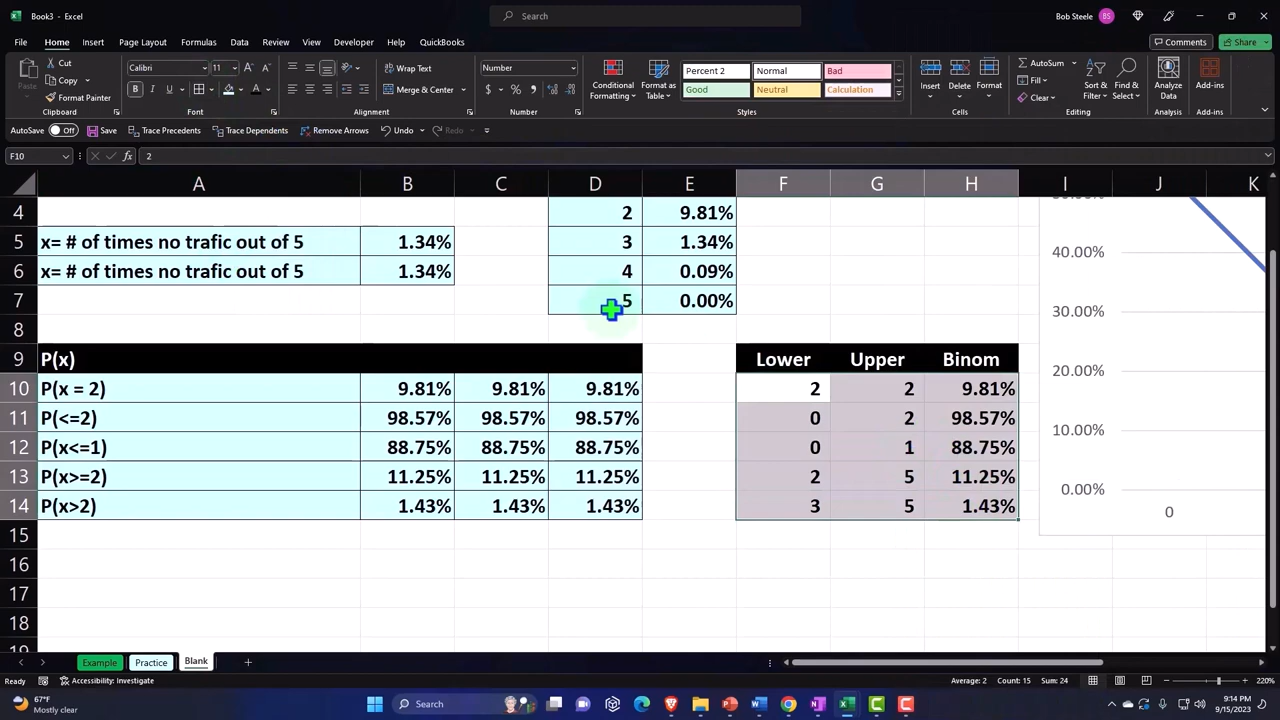 Book3 - Excel
Search
Bob Steele
BS
File Home Insert Page Layout Formulas Data Review View Developer Help QuickBooks
Comments
Share
Paste
Cut
Copy
Format Painter
Clipboard
Calibri 11
Font
Wrap Text
Merge & Center
Alignment
Number
Number
Conditional Formatting
Format as Table
Percent 2 Normal Bad
Good Neutral Calculation
Styles
Insert Delete Format
Cells
AutoSum
Fill
Clear
Sort & Filter
Find & Select
Editing
Analyze Data
Analysis
Add-ins
Add-ins
AutoSave Off Save Trace Precedents Trace Dependents Remove Arrows Undo Redo
F10 fx 2
A B C D E F G H I J K
4 2 9.81%
5 x= # of times no trafic out of 5 1.34% 3 1.34%
6 x= # of times no trafic out of 5 1.34% 4 0.09%
7 5 0.00%
8
9 P(x) Lower Upper Binom
10 P(x = 2) 9.81% 9.81% 9.81% 2 2 9.81%
11 P(<=2) 98.57% 98.57% 98.57% 0 2 98.57%
12 P(x<=1) 88.75% 88.75% 88.75% 0 1 88.75%
13 P(x>=2) 11.25% 11.25% 11.25% 2 5 11.25%
14 P(x>2) 1.43% 1.43% 1.43% 3 5 1.43%
15
16
17
18
40.00%
30.00%
20.00%
10.00%
0.00%
0
Example Practice Blank
Ready Accessibility: Investigate Average: 2 Count: 15 Sum: 24 220%
67°F
Mostly clear
Search
9:14 PM
9/15/2023